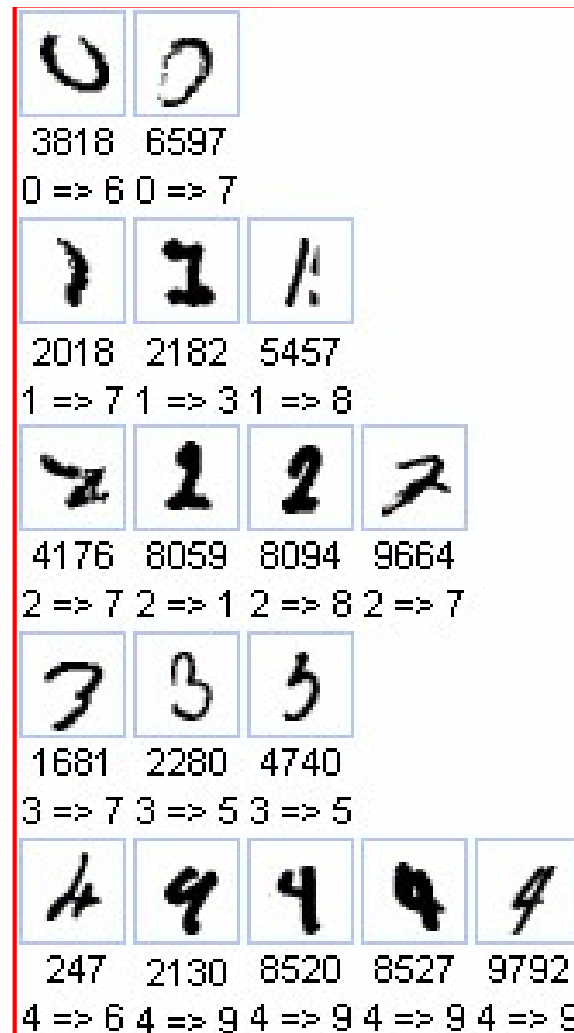 3818 6597
0 => 6 0 => 7
2018 2182 5457
1 => 7 1 => 3 1 => 8
4176 8059 8094 9664
2 => 7 2 => 1 2 => 8 2 => 7
1681 2280 4740
3 => 7 3 => 5 3 => 5
247 2130 8520 8527 9792
4 => 6 4 => 9 4 => 9 4 => 9 4 => 9